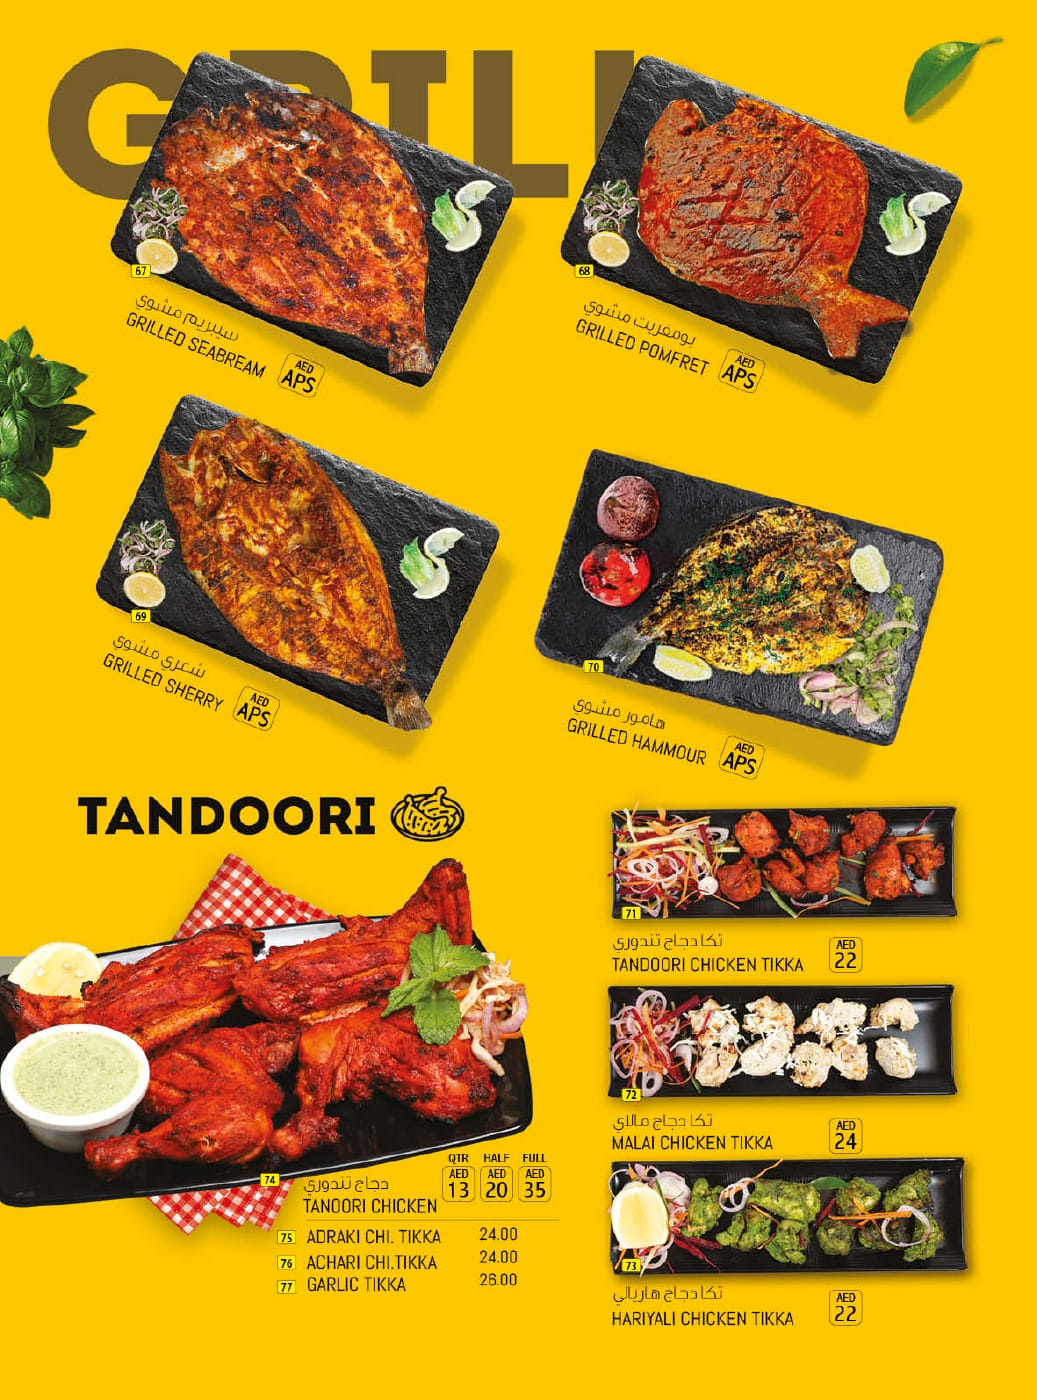 GRILL
67
سيبريم مشوي
GRILLED SEABREAM
AED
APS
68
بومفريت مشوي
GRILLED POMFRET
AED
APS
69
شعري مشوي
GRILLED SHERRY
AED
APS
70
هامور مشوي
GRILLED HAMMOUR
AED
APS
TANDOORI
71
تكا دجاج تندوري
TANDOORI CHICKEN TIKKA
AED
22
72
تكا دجاج مالاي
MALAI CHICKEN TIKKA
AED
24
73
تكا دجاج هاريالي
HARIYALI CHICKEN TIKKA
AED
22
74
دجاج تندوري
TANOORI CHICKEN
QTR HALF FULL
AED AED AED
13 20 35
75 ADRAKI CHI. TIKKA 24.00
76 ACHARI CHI.TIKKA 24.00
77 GARLIC TIKKA 26.00